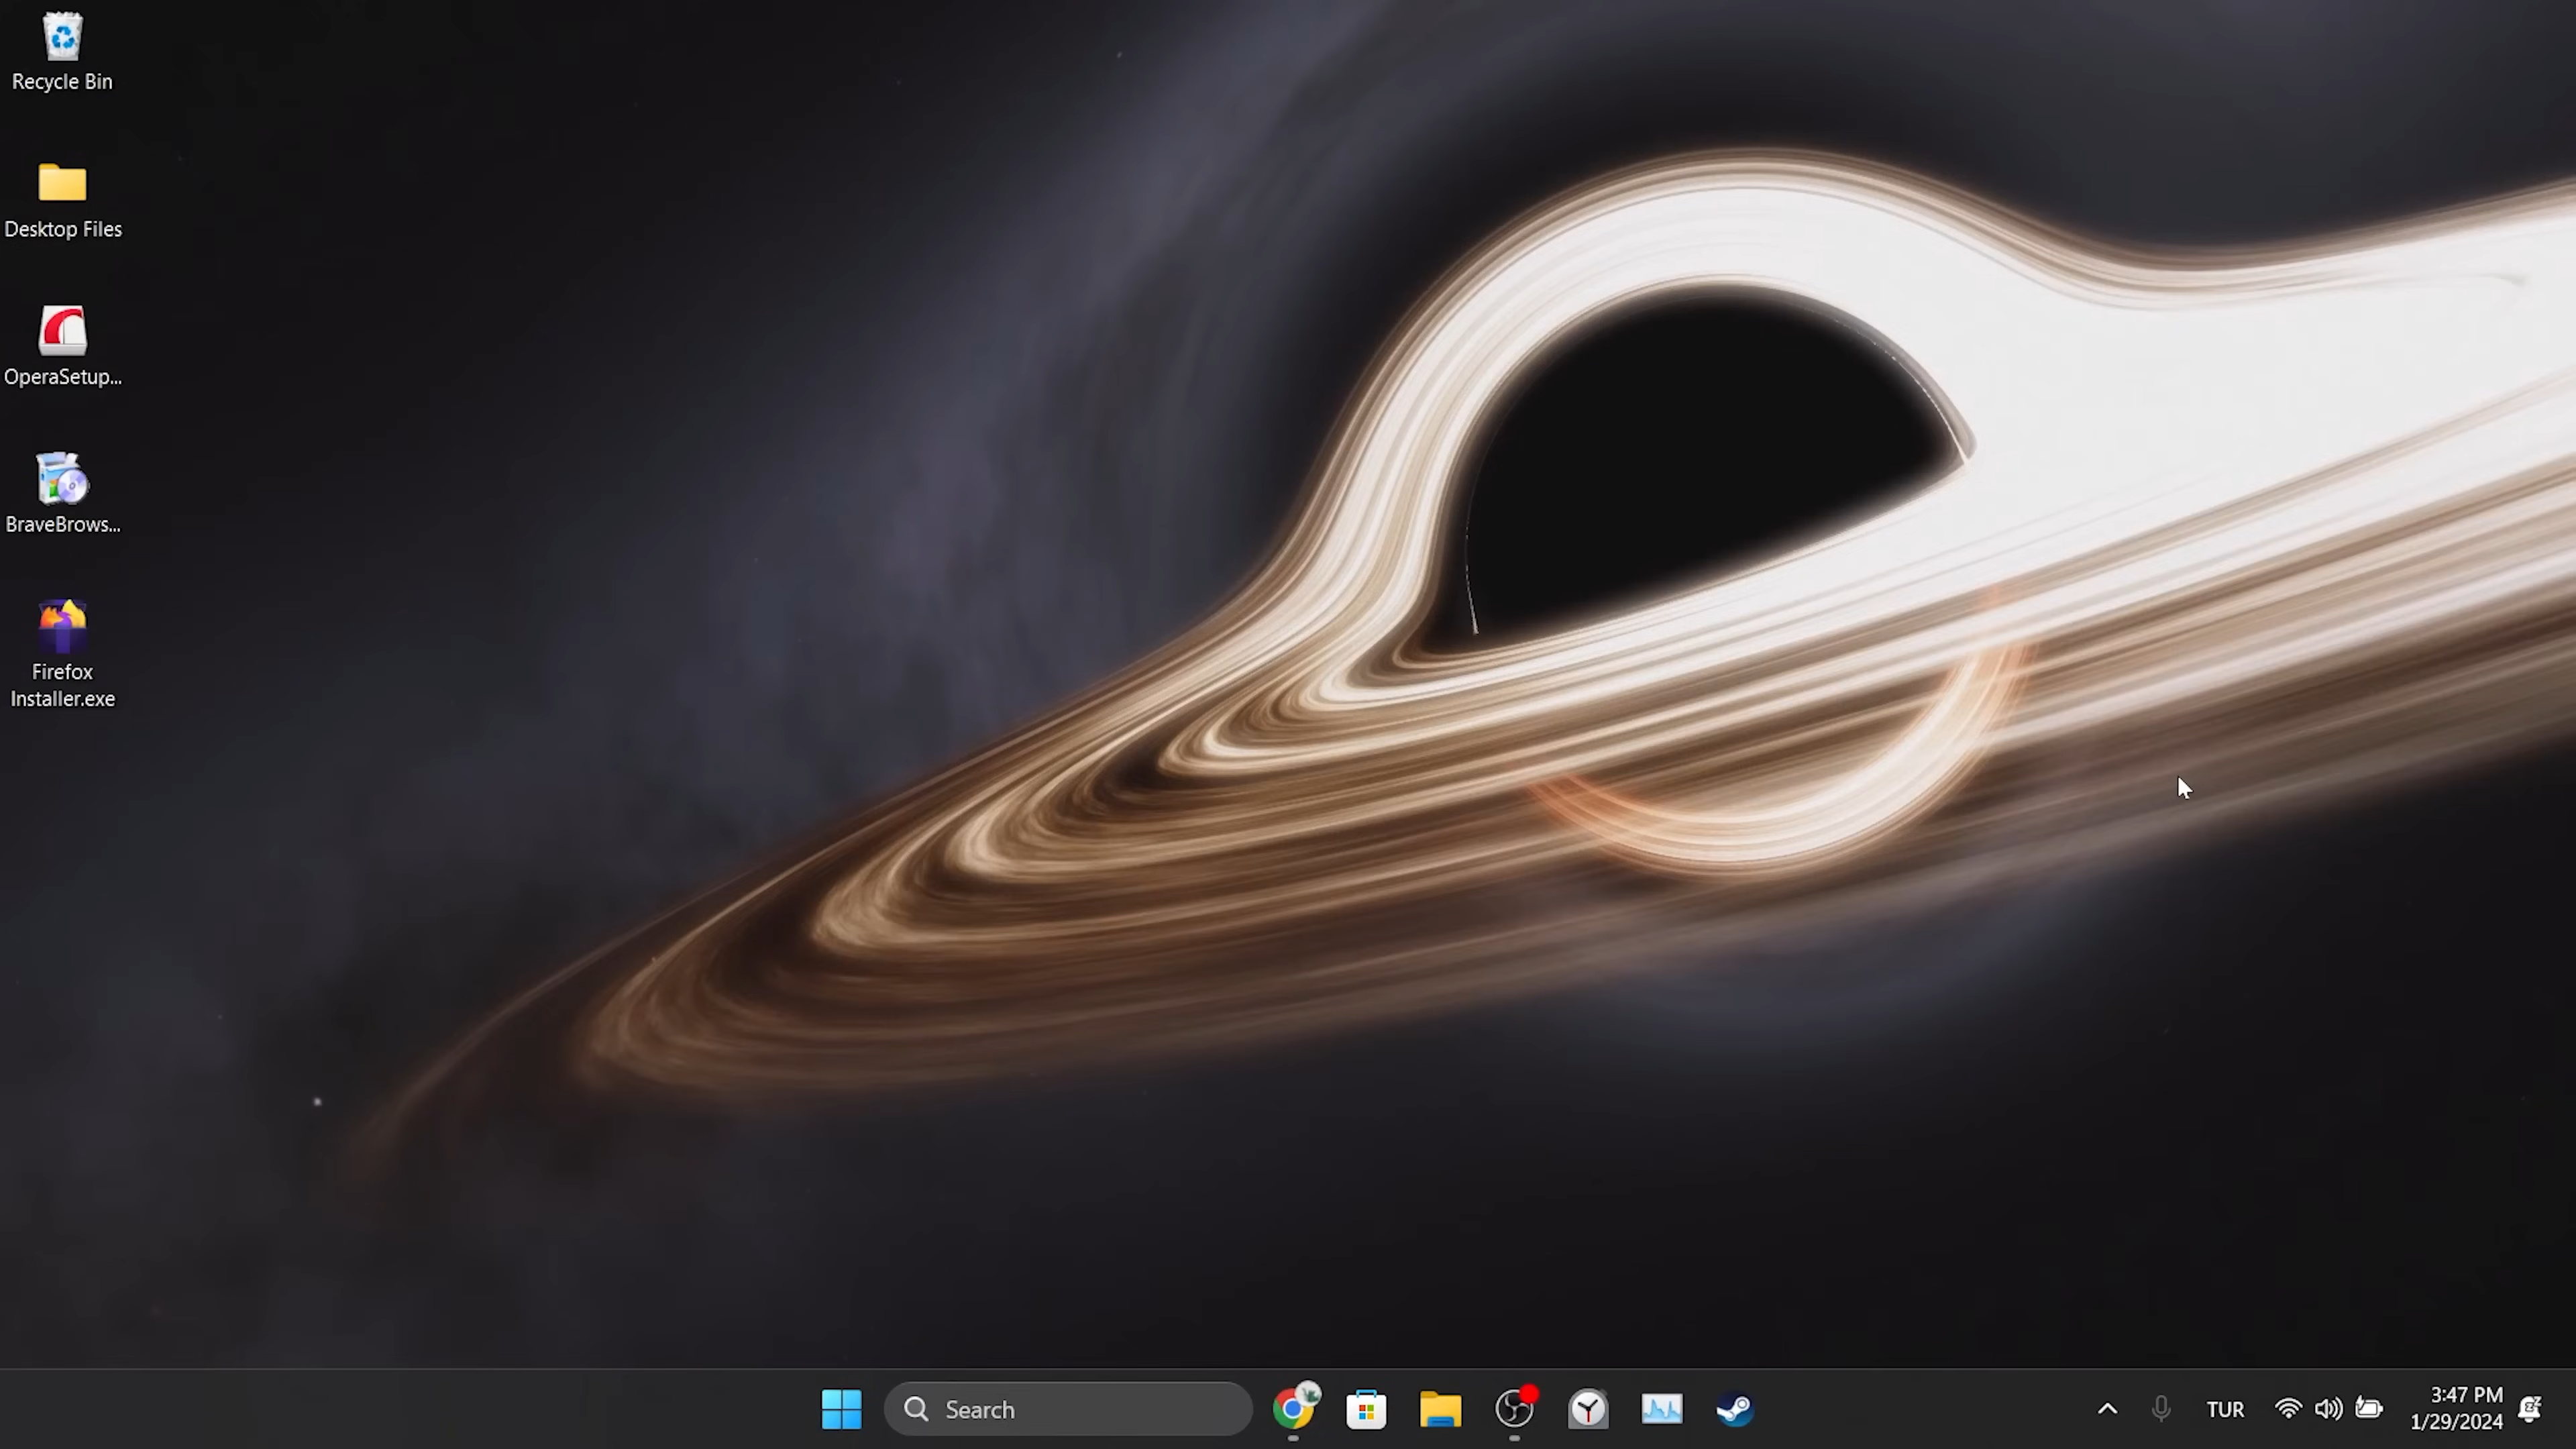 Recycle Bin
Desktop Files
OperaSetup...
BraveBrows...
Firefox
Installer.exe
Search
TUR
3:47 PM
1/29/2024